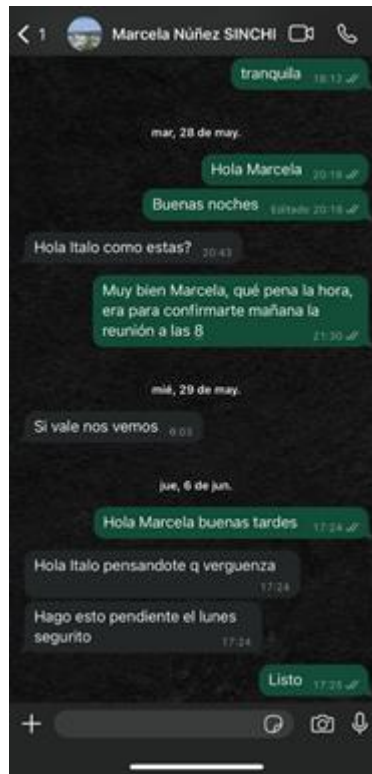 1 Marcela Núñez SINCHI
tranquila 18:13
mar, 28 de may.
Hola Marcela 20:18
Buenas noches Editado 20:18
Hola Italo como estas? 20:43
Muy bien Marcela, qué pena la hora,
era para confirmarte mañana la
reunión a las 8 21:30
mié, 29 de may.
Si vale nos vemos 6:03
jue, 6 de jun.
Hola Marcela buenas tardes 17:24
Hola Italo pensandote q verguenza
17:24
Hago esto pendiente el lunes
segurito 17:24
Listo 17:25